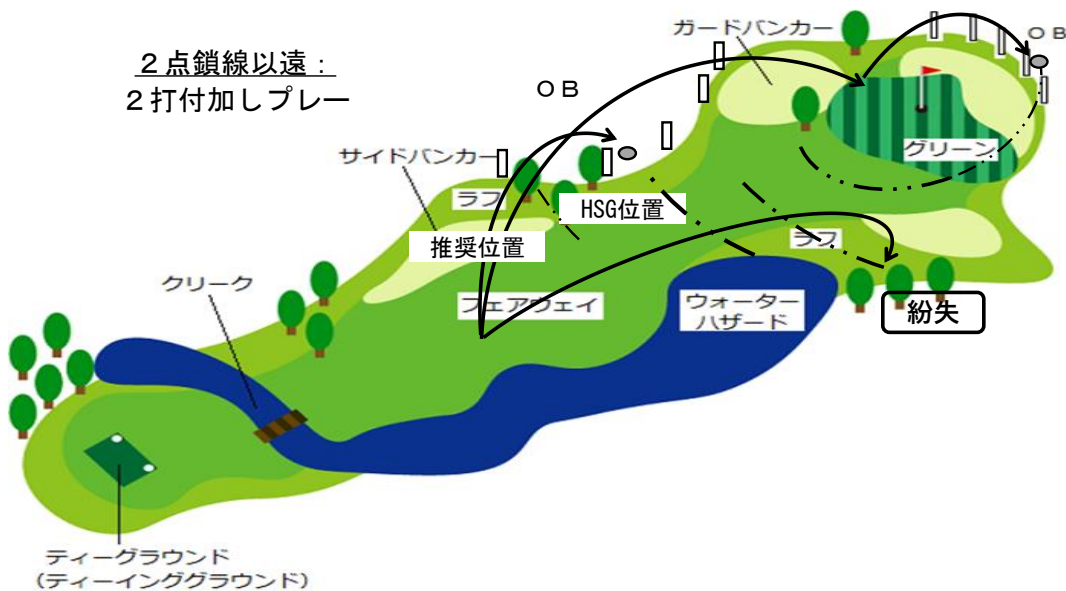 ガードバンカー
OB
２点鎖線以遠：
２打付加しプレー
OB
グリーン
サイドバンカー
ラフ
HSG位置
推奨位置
ラフ
クリーク
フェアウェイ
ウォーター
ハザード
紛失
ティーグラウンド
（ティーインググラウンド）